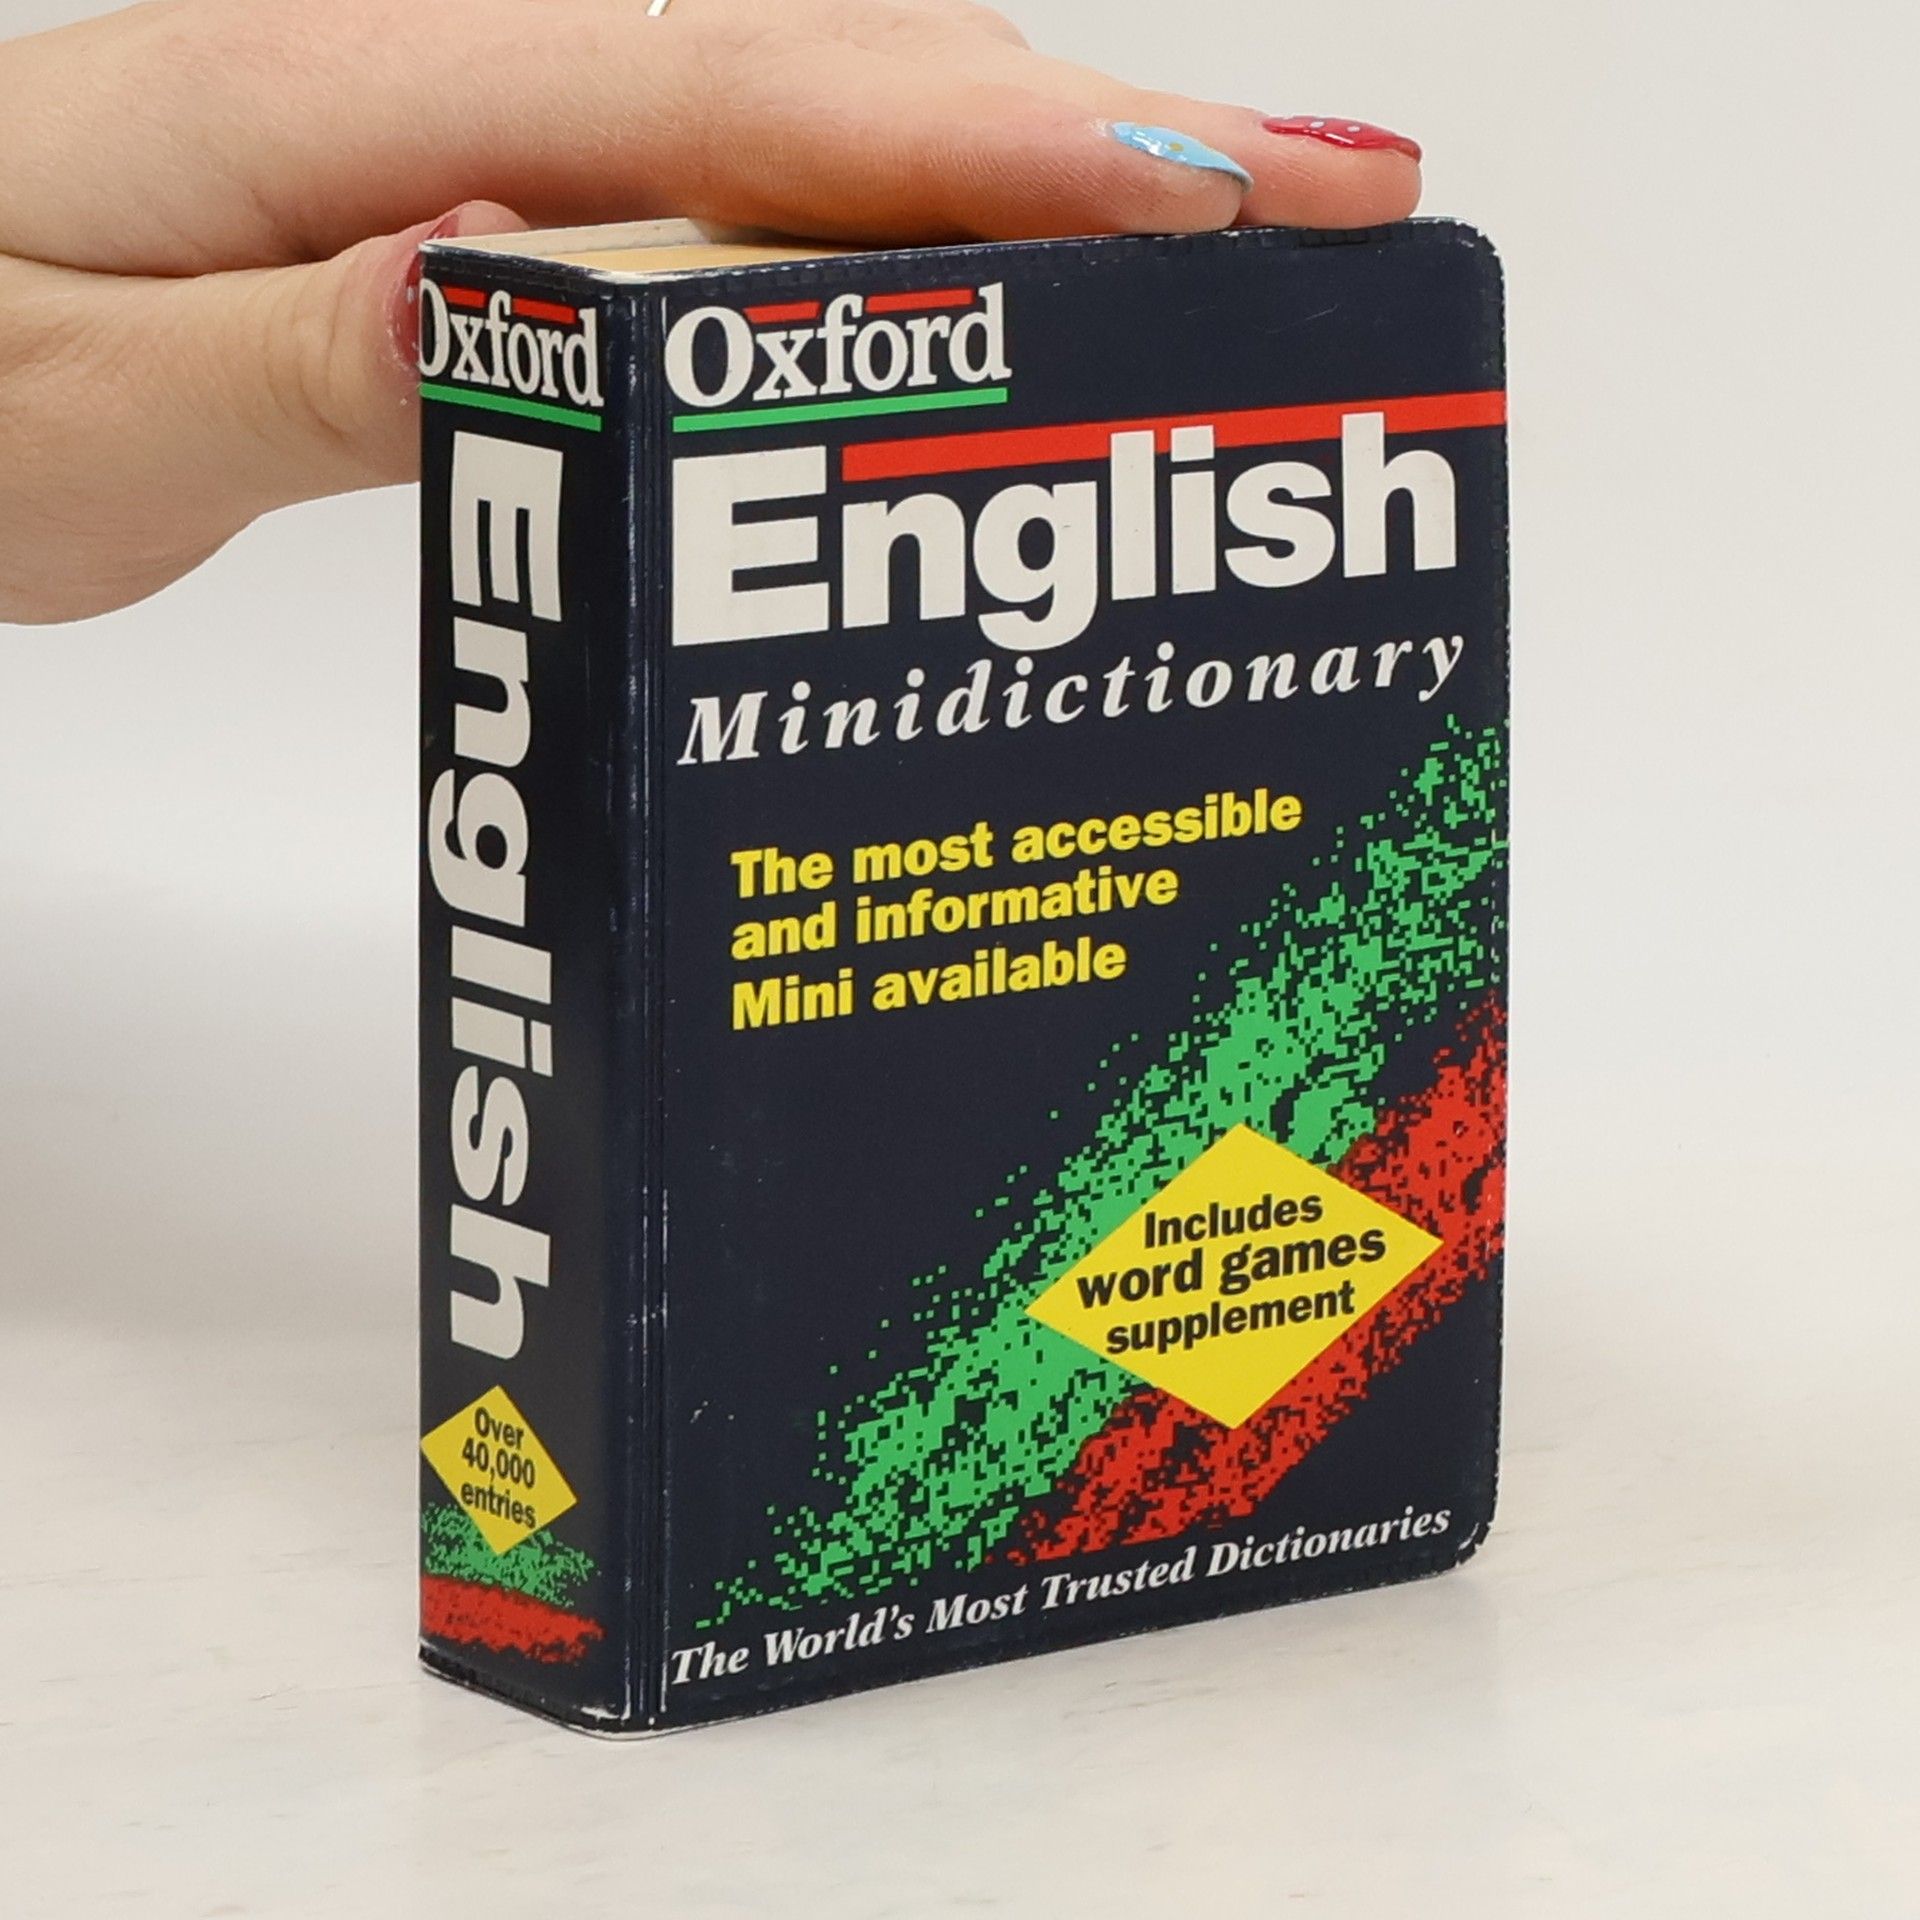 Oxford
English
Over
40,000
entries
Oxford
English
Minidictionary
The most accessible
and informative
Mini available
Includes
word games
supplement
The World's Most Trusted Dictionaries